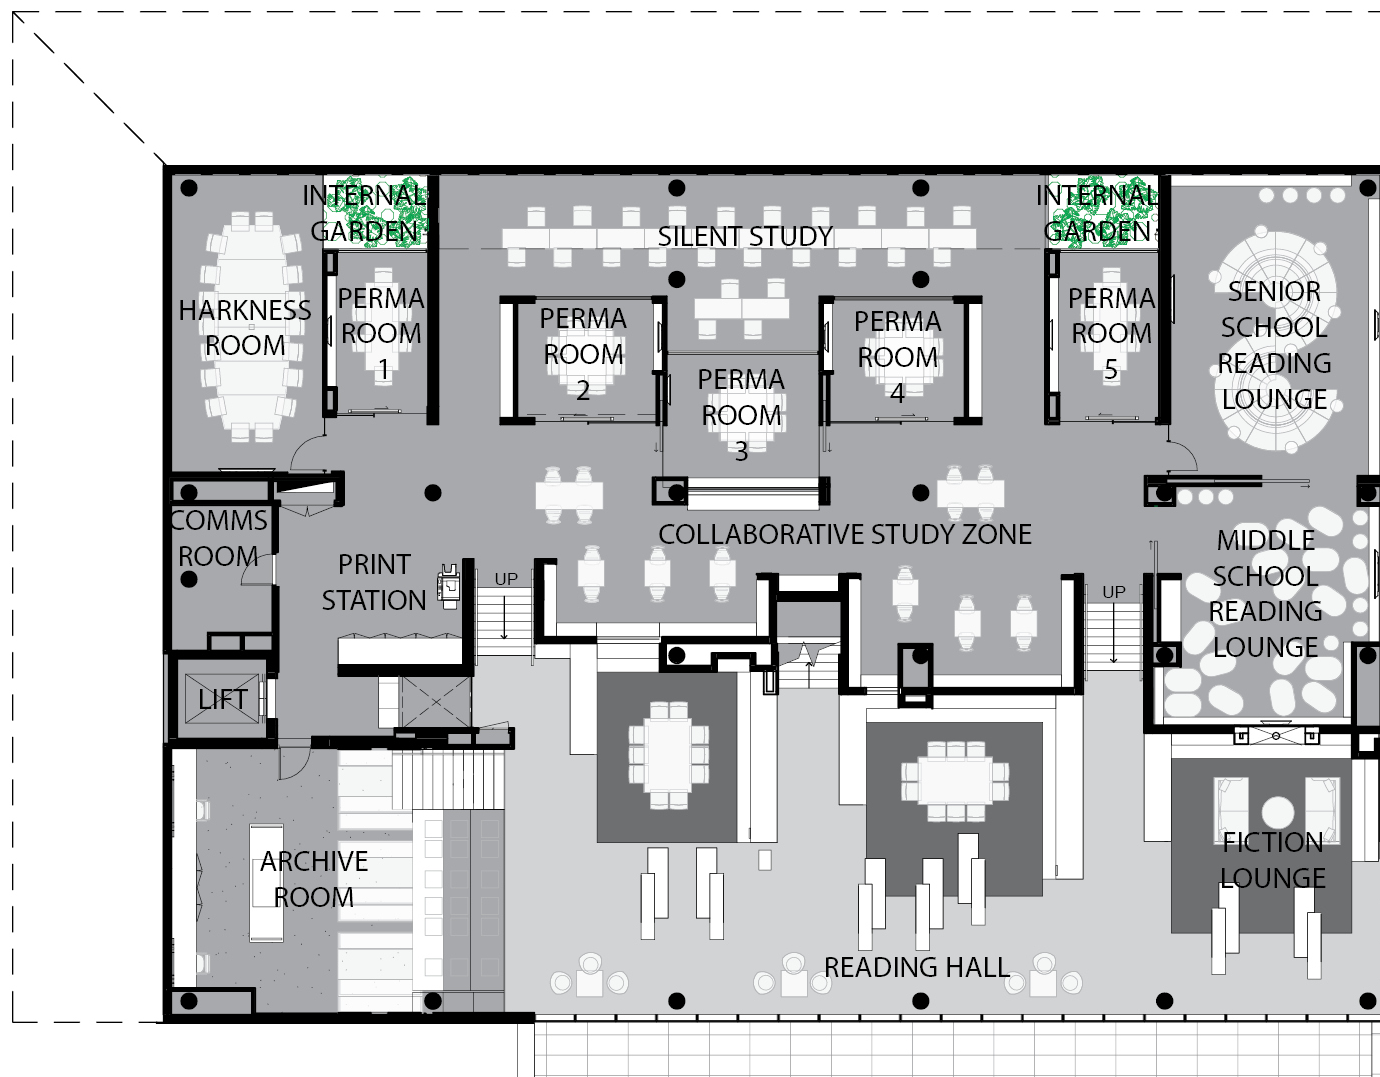 INTERNAL
GARDEN
INTERNAL
GARDEN
SILENT STUDY
HARKNESS
ROOM
PERMA
ROOM
1
PERMA
ROOM
2
PERMA
ROOM
3
PERMA
ROOM
4
PERMA
ROOM
5
SENIOR
SCHOOL
READING
LOUNGE
COMMS
ROOM
PRINT
STATION
UP
COLLABORATIVE STUDY ZONE
UP
MIDDLE
SCHOOL
READING
LOUNGE
LIFT
ARCHIVE
ROOM
FICTION
LOUNGE
READING HALL